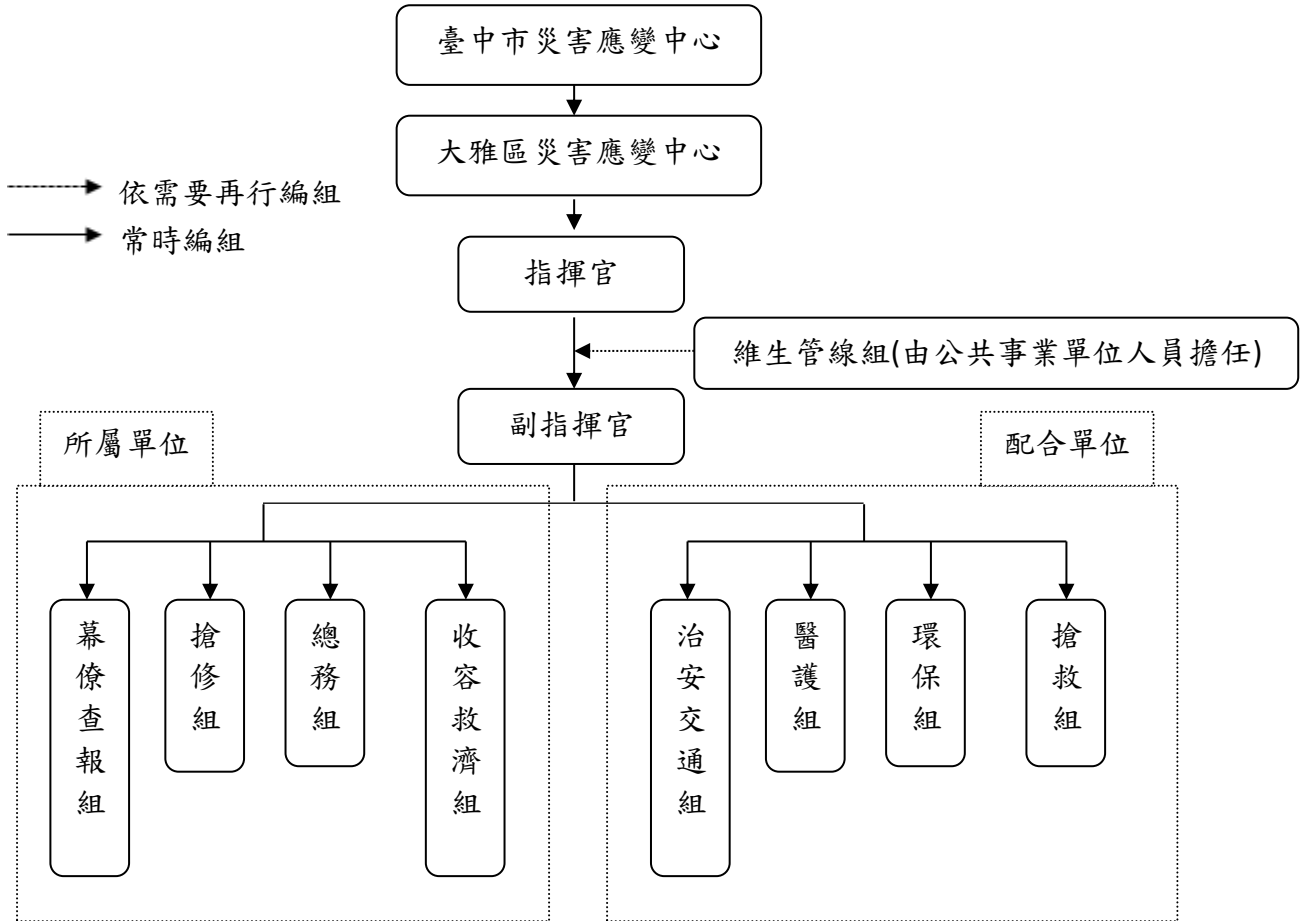 臺中市災害應變中心
大雅區災害應變中心
依需要再行編組
常時編組
指揮官
維生管線組(由公共事業單位人員擔任)
副指揮官
所屬單位
配合單位
幕僚查報組
搶修組
總務組
收容救濟組
治安交通組
醫護組
環保組
搶救組